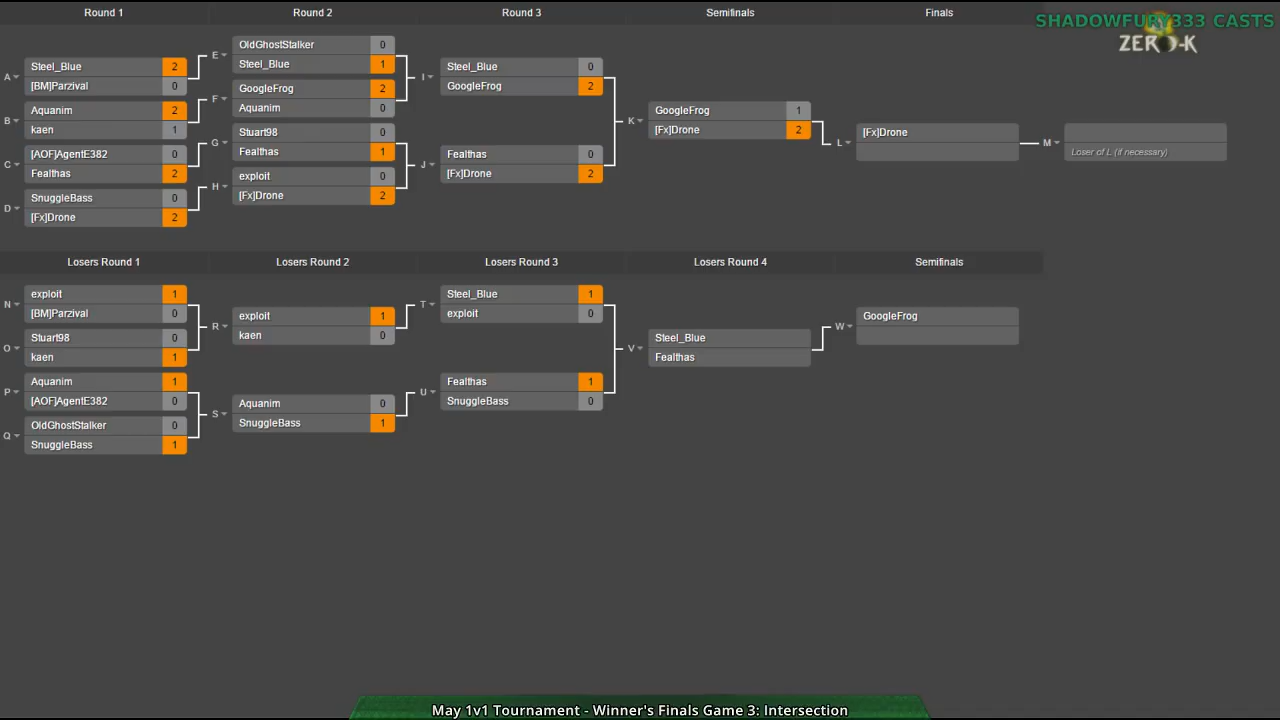 Round 1
Round 2
Round 3
Semifinals
Finals
SHADOWFURY333 CASTS
ZERO-K
A
Steel_Blue 2
[BM]Parzival 0
B
Aquanim 2
kaen 1
C
[AOF]AgentE382 0
Fealthas 2
D
SnuggleBass 0
[Fx]Drone 2
E
OldGhostStalker 0
Steel_Blue 1
F
GoogleFrog 2
Aquanim 0
G
Stuart98 0
Fealthas 1
H
exploit 0
[Fx]Drone 2
I
Steel_Blue 0
GoogleFrog 2
J
Fealthas 0
[Fx]Drone 2
K
GoogleFrog 1
[Fx]Drone 2
L
[Fx]Drone
M
Loser of L (if necessary)
Losers Round 1
Losers Round 2
Losers Round 3
Losers Round 4
Semifinals
N
exploit 1
[BM]Parzival 0
O
Stuart98 0
kaen 1
P
Aquanim 1
[AOF]AgentE382 0
Q
OldGhostStalker 0
SnuggleBass 1
R
exploit 1
kaen 0
S
Aquanim 0
SnuggleBass 1
T
Steel_Blue 1
exploit 0
U
Fealthas 1
SnuggleBass 0
V
Steel_Blue
Fealthas
W
GoogleFrog
May 1v1 Tournament - Winner's Finals Game 3: Intersection